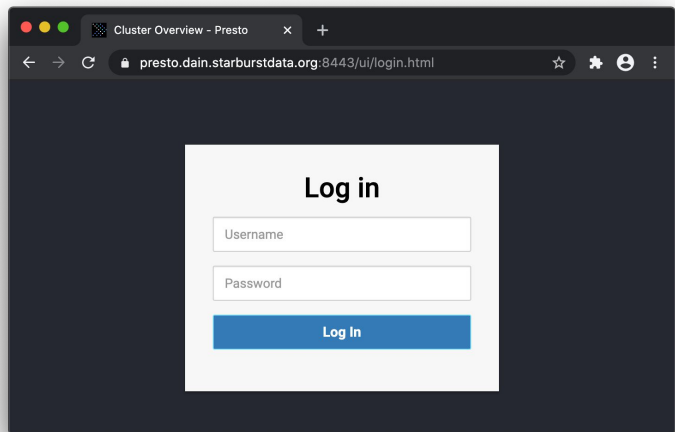 Cluster Overview - Presto
presto.dain.starburstdata.org:8443/ui/login.html
Log in
Username
Password
Log In